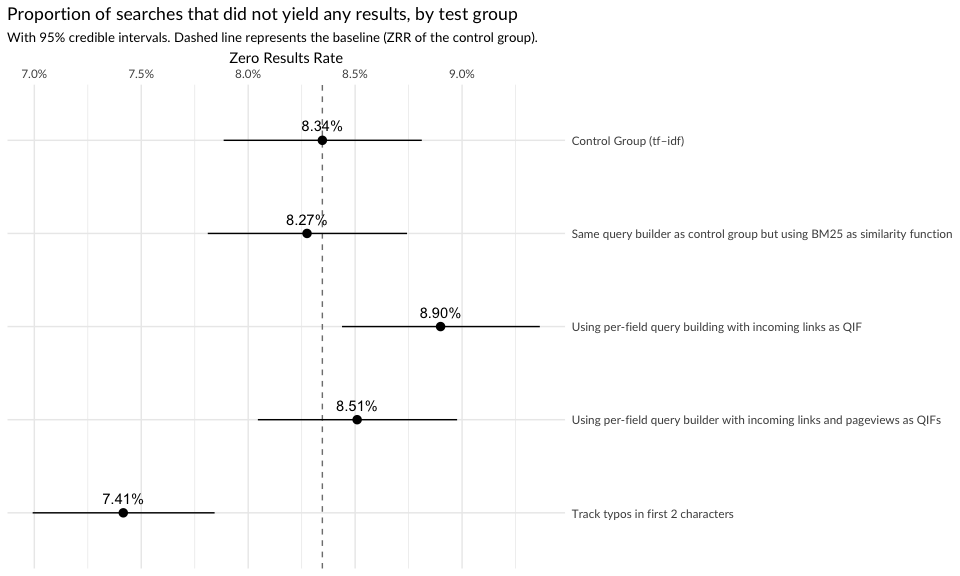 Proportion of searches that did not yield any results, by test group
With 95% credible intervals. Dashed line represents the baseline (ZRR of the control group).
Zero Results Rate
7.0% 7.5% 8.0% 8.5% 9.0%
8.34%
Control Group (tf–idf)
8.27%
Same query builder as control group but using BM25 as similarity function
8.90%
Using per-field query building with incoming links as QIF
8.51%
Using per-field query builder with incoming links and pageviews as QIFs
7.41%
Track typos in first 2 characters